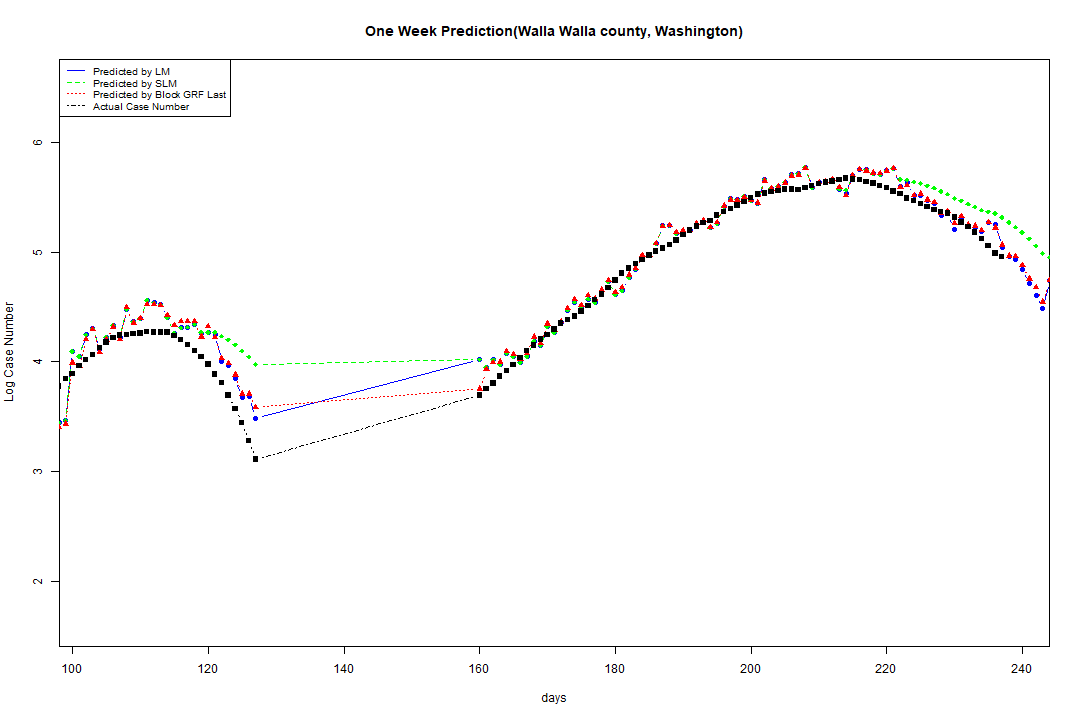 One Week Prediction(Walla Walla county, Washington)
Predicted by LM
Predicted by SLM
Predicted by Block GRF Last
Actual Case Number
6
5
4
3
2
Log Case Number
100 120 140 160 180 200 220 240
days